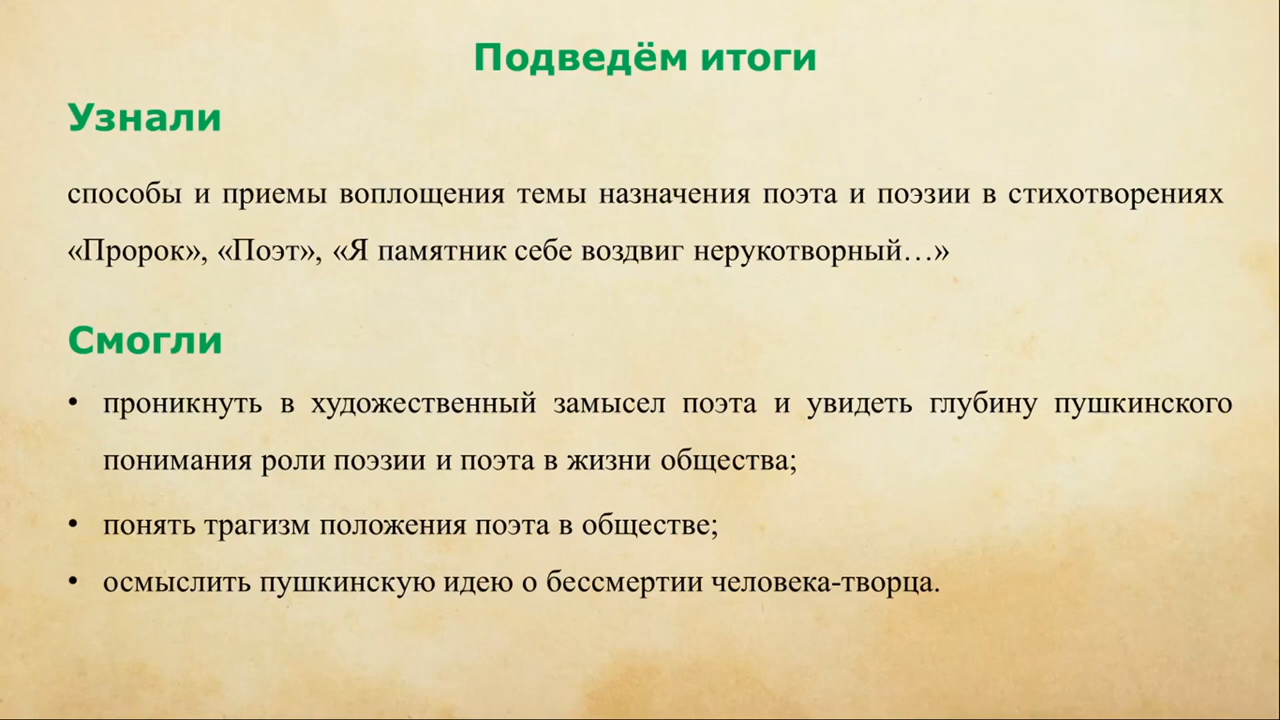 Подведём итоги
Узнали
способы и приемы воплощения темы назначения поэта и поэзии в стихотворениях
«Пророк», «Поэт», «Я памятник себе воздвиг нерукотворный…»
Смогли
• проникнуть в художественный замысел поэта и увидеть глубину пушкинского
понимания роли поэзии и поэта в жизни общества;
• понять трагизм положения поэта в обществе;
• осмыслить пушкинскую идею о бессмертии человека-творца.